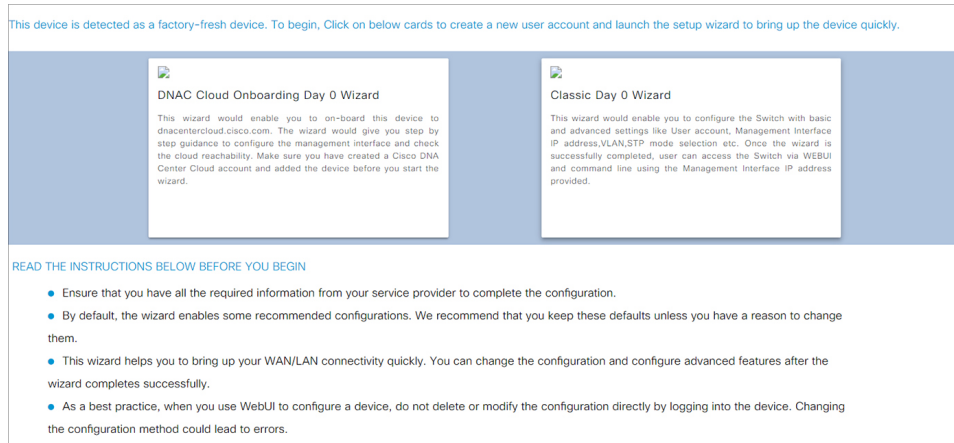 This device is detected as a factory-fresh device. To begin, Click on below cards to create a new user account and launch the setup wizard to bring up the device quickly.
DNAC Cloud Onboarding Day 0 Wizard
This wizard would enable you to on-board this device to
dnacentercloud.cisco.com. The wizard would give you step by
step guidance to configure the management interface and check
the cloud reachability. Make sure you have created a Cisco DNA
Center Cloud account and added the device before you start the
wizard.
Classic Day 0 Wizard
This wizard would enable you to configure the Switch with basic
and advanced settings like User account, Management Interface
IP address,VLAN,STP mode selection etc. Once the wizard is
successfully completed, user can access the Switch via WEBUI
and command line using the Management Interface IP address
provided.
READ THE INSTRUCTIONS BELOW BEFORE YOU BEGIN
• Ensure that you have all the required information from your service provider to complete the configuration.
• By default, the wizard enables some recommended configurations. We recommend that you keep these defaults unless you have a reason to change
them.
• This wizard helps you to bring up your WAN/LAN connectivity quickly. You can change the configuration and configure advanced features after the
wizard completes successfully.
• As a best practice, when you use WebUI to configure a device, do not delete or modify the configuration directly by logging into the device. Changing
the configuration method could lead to errors.